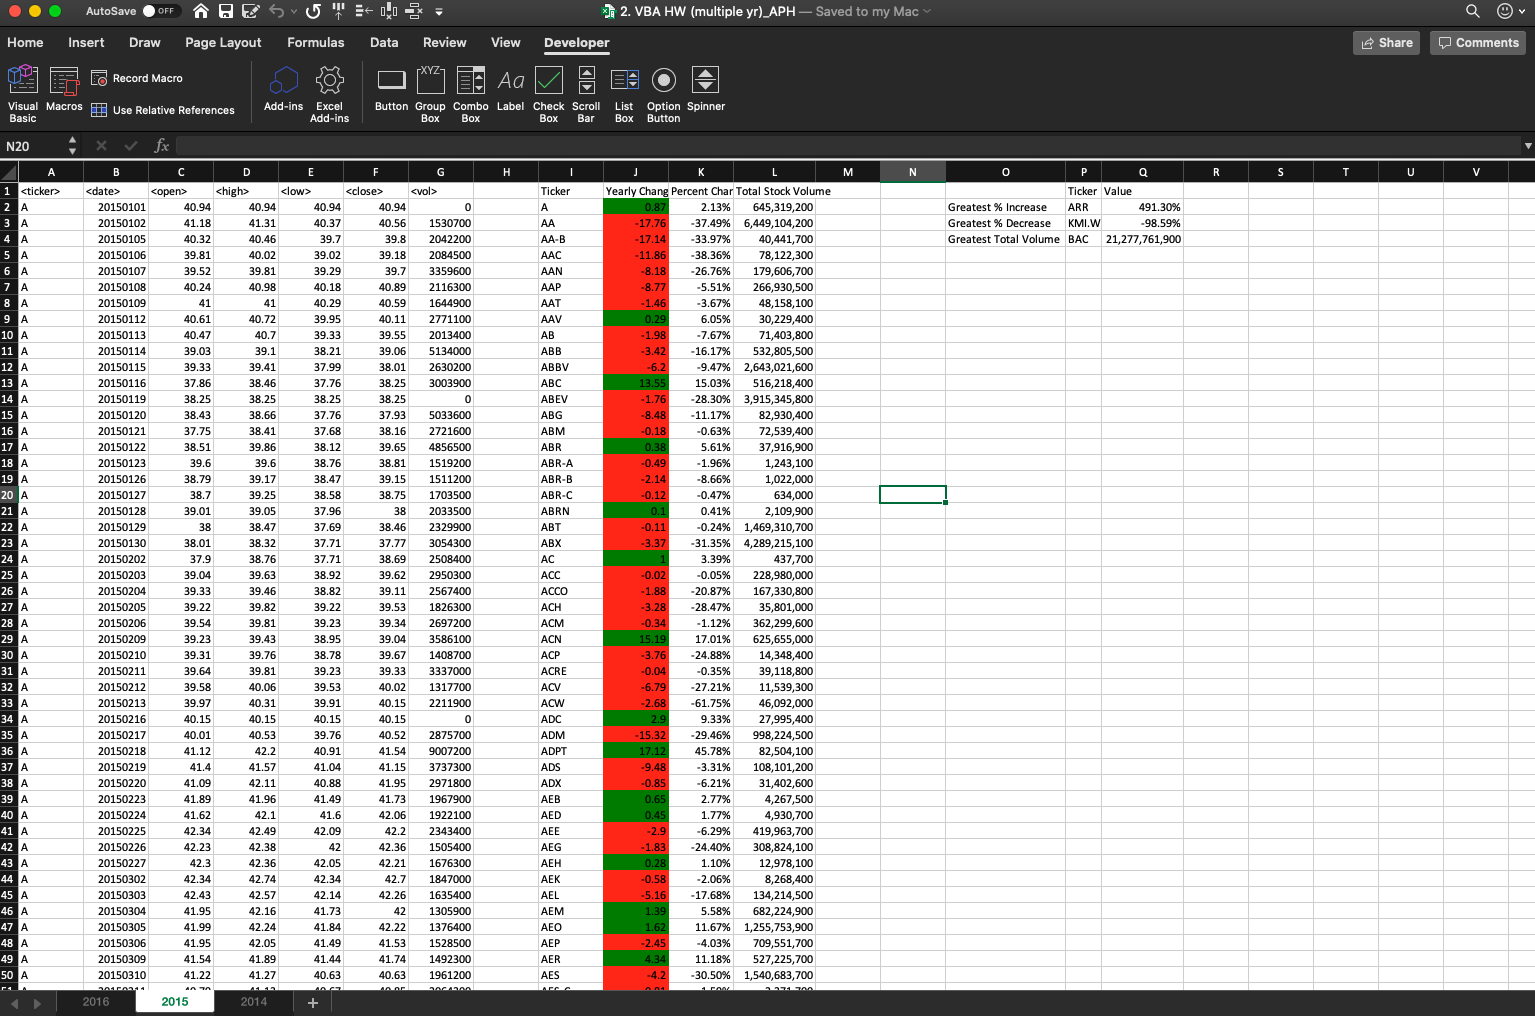 AutoSave OFF 2. VBA HW (multiple yr)_APH — Saved to my Mac
Home Insert Draw Page Layout Formulas Data Review View Developer Share Comments
Visual Basic Macros Record Macro Use Relative References Add-ins Excel Add-ins Button Group Box Combo Box Label Check Box Scroll Bar List Box Option Button Spinner
XYZ Aa
N20 fx
A B C D E F G H I J K L M N O P Q R S T U V
1 <ticker> <date> <open> <high> <low> <close> <vol> Ticker Yearly Chang Percent Char Total Stock Volume Ticker Value
2 A 20150101 40.94 40.94 40.94 40.94 0 A 0.87 2.13% 645,319,200 Greatest % Increase ARR 491.30%
3 A 20150102 41.18 41.31 40.37 40.56 1530700 AA -17.76 -37.49% 6,449,104,200 Greatest % Decrease KMI.W -98.59%
4 A 20150105 40.32 40.46 39.7 39.8 2042200 AA-B -17.14 -33.97% 40,441,700 Greatest Total Volume BAC 21,277,761,900
5 A 20150106 39.81 40.02 39.02 39.18 2084500 AAC -11.86 -38.36% 78,122,300
6 A 20150107 39.52 39.81 39.29 39.7 3359600 AAN -8.18 -26.76% 179,606,700
7 A 20150108 40.24 40.98 40.18 40.89 2116300 AAP -8.77 -5.51% 266,930,500
8 A 20150109 41 41 40.29 40.59 1644900 AAT -1.46 -3.67% 48,158,100
9 A 20150112 40.61 40.72 39.95 40.11 2771100 AAV 0.29 6.05% 30,229,400
10 A 20150113 40.47 40.7 39.33 39.55 2013400 AB -1.98 -7.67% 71,403,800
11 A 20150114 39.03 39.1 38.21 39.06 5134000 ABB -3.42 -16.17% 532,805,500
12 A 20150115 39.33 39.41 37.99 38.01 2630200 ABBV -6.2 -9.47% 2,643,021,600
13 A 20150116 37.86 38.46 37.76 38.25 3003900 ABC 13.55 15.03% 516,218,400
14 A 20150119 38.25 38.25 38.25 38.25 0 ABEV -1.76 -28.30% 3,915,345,800
15 A 20150120 38.43 38.66 37.76 37.93 5033600 ABG -8.48 -11.17% 82,930,400
16 A 20150121 37.75 38.41 37.68 38.16 2721600 ABM -0.18 -0.63% 72,539,400
17 A 20150122 38.51 39.86 38.12 39.65 4856500 ABR 0.38 5.61% 37,916,900
18 A 20150123 39.6 39.6 38.76 38.81 1519200 ABR-A -0.49 -1.96% 1,243,100
19 A 20150126 38.79 39.17 38.47 39.15 1511200 ABR-B -2.14 -8.66% 1,022,000
20 A 20150127 38.7 39.25 38.58 38.75 1703500 ABR-C -0.12 -0.47% 634,000
21 A 20150128 39.01 39.05 37.96 38 2033500 ABRN 0.1 0.41% 2,109,900
22 A 20150129 38 38.47 37.69 38.46 2329900 ABT -0.11 -0.24% 1,469,310,700
23 A 20150130 38.01 38.32 37.71 37.77 3054300 ABX -3.37 -31.35% 4,289,215,100
24 A 20150202 37.9 38.76 37.71 38.69 2508400 AC 1 3.39% 437,700
25 A 20150203 39.04 39.63 38.92 39.62 2950300 ACC -0.02 -0.05% 228,980,000
26 A 20150204 39.33 39.46 38.82 39.11 2567400 ACCO -1.88 -20.87% 167,330,800
27 A 20150205 39.22 39.82 39.22 39.53 1826300 ACH -3.28 -28.47% 35,801,000
28 A 20150206 39.54 39.81 39.23 39.34 2697200 ACM -0.34 -1.12% 362,299,600
29 A 20150209 39.23 39.43 38.95 39.04 3586100 ACN 15.19 17.01% 625,655,000
30 A 20150210 39.31 39.76 38.78 39.67 1408700 ACP -3.76 -24.88% 14,348,400
31 A 20150211 39.64 39.81 39.23 39.33 3337000 ACRE -0.04 -0.35% 39,118,800
32 A 20150212 39.58 40.06 39.53 40.02 1317700 ACV -6.79 -27.21% 11,539,300
33 A 20150213 39.97 40.31 39.91 40.15 2211900 ACW -2.68 -61.75% 46,092,000
34 A 20150216 40.15 40.15 40.15 40.15 0 ADC 2.9 9.33% 27,995,400
35 A 20150217 40.01 40.53 39.76 40.52 2875700 ADM -15.32 -29.46% 998,224,500
36 A 20150218 41.12 42.2 40.91 41.54 9007200 ADPT 17.12 45.78% 82,504,100
37 A 20150219 41.4 41.57 41.04 41.15 3737300 ADS -9.48 -3.31% 108,101,200
38 A 20150220 41.09 42.11 40.88 41.95 2971800 ADX -0.85 -6.21% 31,402,600
39 A 20150223 41.89 41.96 41.49 41.73 1967900 AEB 0.65 2.77% 4,267,500
40 A 20150224 41.62 42.1 41.6 42.06 1922100 AED 0.45 1.77% 4,930,700
41 A 20150225 42.34 42.49 42.09 42.2 2343400 AEE -2.9 -6.29% 419,963,700
42 A 20150226 42.23 42.38 42 42.36 1505400 AEG -1.83 -24.40% 308,824,100
43 A 20150227 42.3 42.36 42.05 42.21 1676300 AEH 0.28 1.10% 12,978,100
44 A 20150302 42.34 42.74 42.34 42.7 1847000 AEK -0.58 -2.06% 8,268,400
45 A 20150303 42.43 42.57 42.14 42.26 1635400 AEL -5.16 -17.68% 134,214,500
46 A 20150304 41.95 42.16 41.73 42 1305900 AEM 1.39 5.58% 682,224,900
47 A 20150305 41.99 42.24 41.84 42.22 1376400 AEO 1.62 11.67% 1,255,753,900
48 A 20150306 41.95 42.05 41.49 41.53 1528500 AEP -2.45 -4.03% 709,551,700
49 A 20150309 41.54 41.89 41.44 41.74 1492300 AER 4.34 11.18% 527,225,700
50 A 20150310 41.22 41.27 40.63 40.63 1961200 AES -4.2 -30.50% 1,540,683,700
2016 2015 2014 +